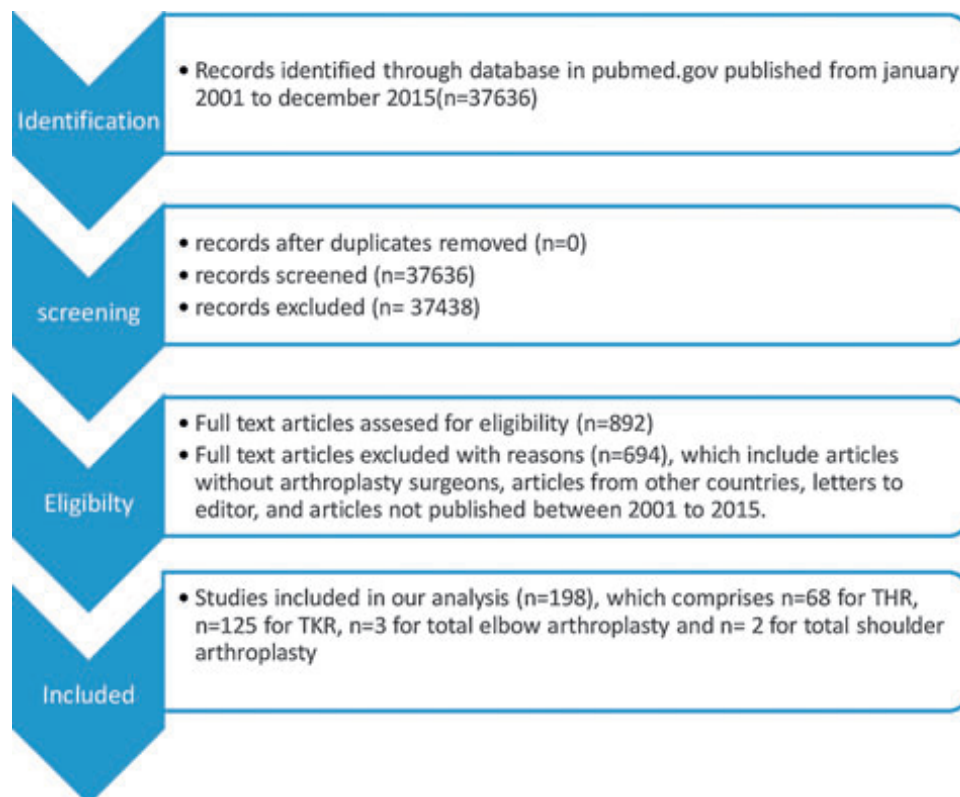 Identification
• Records identified through database in pubmed.gov published from january
2001 to december 2015(n=37636)
screening
• records after duplicates removed (n=0)
• records screened (n=37636)
• records excluded (n= 37438)
Eligibilty
• Full text articles assesed for eligibility (n=892)
• Full text articles excluded with reasons (n=694), which include articles
without arthroplasty surgeons, articles from other countries, letters to
editor, and articles not published between 2001 to 2015.
Included
• Studies included in our analysis (n=198), which comprises n=68 for THR,
n=125 for TKR, n=3 for total elbow arthroplasty and n= 2 for total shoulder
arthroplasty